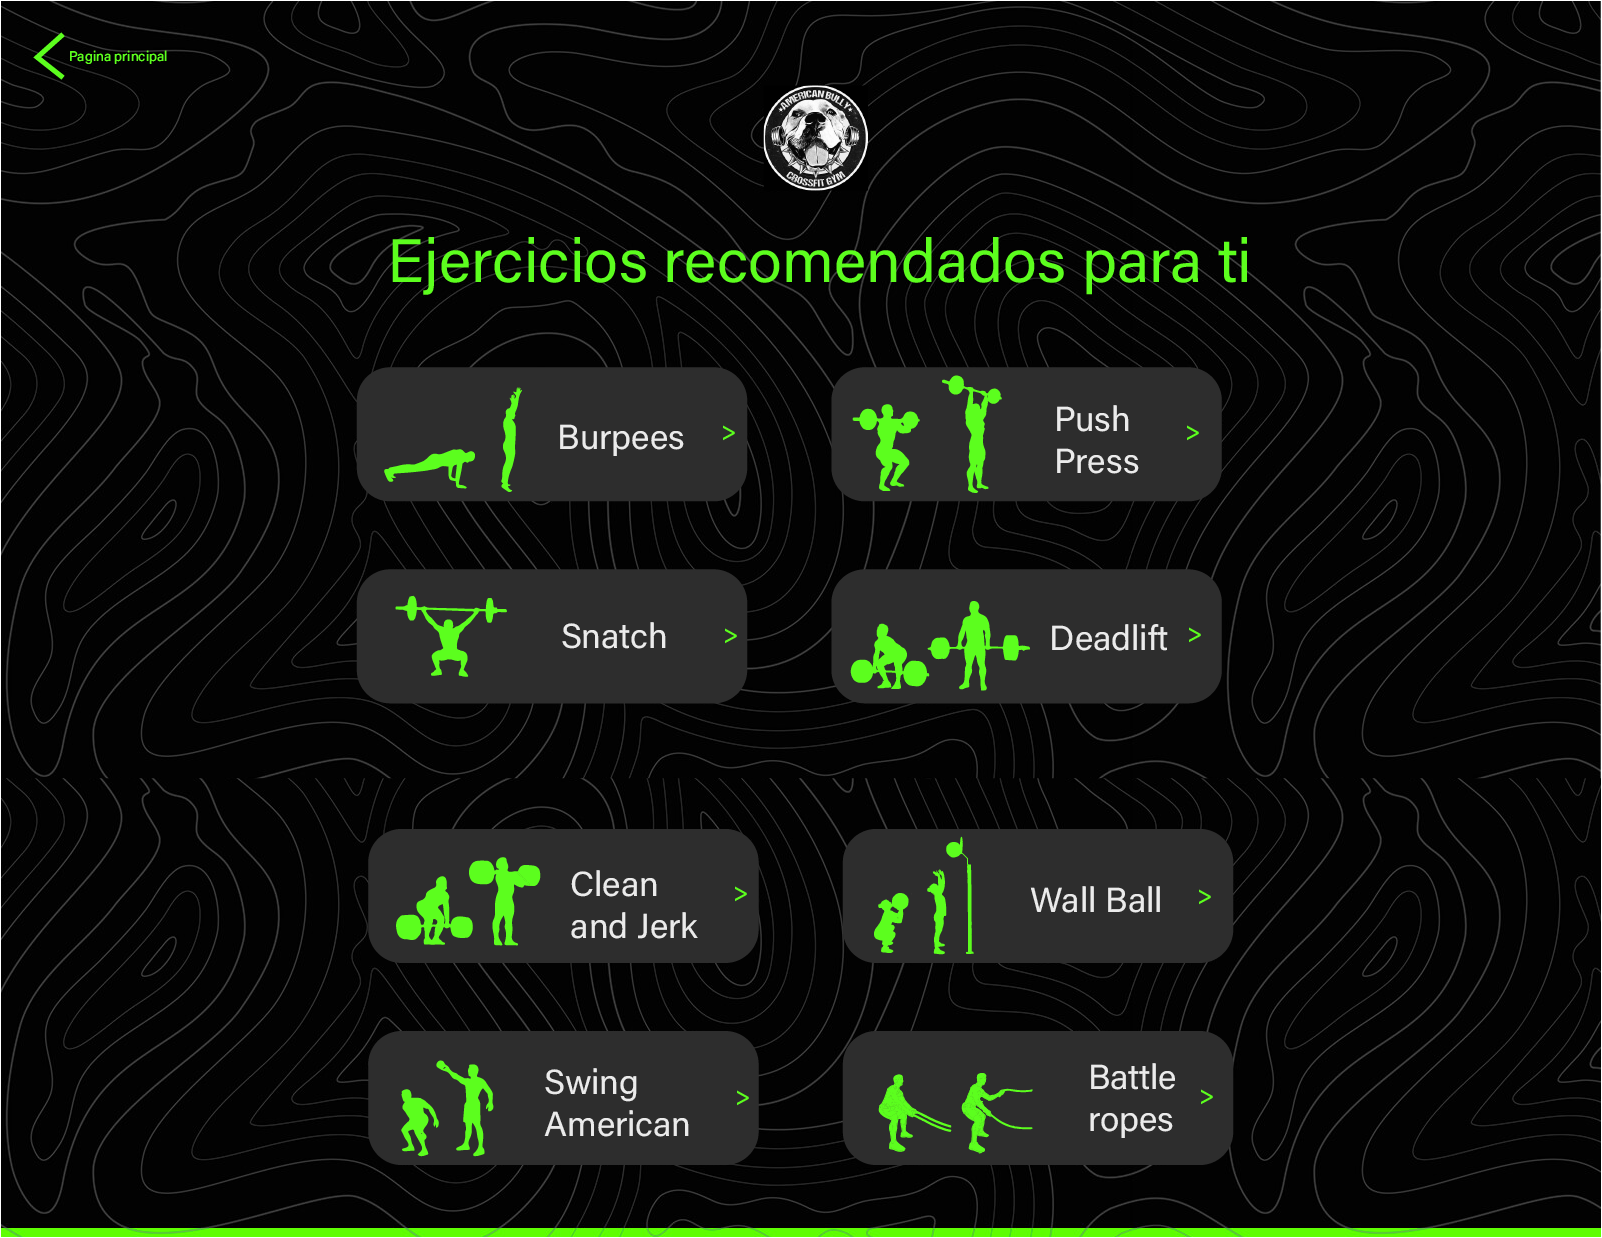 Pagina principal
AMERICAN BULLY
CROSSFIT GYM
Ejercicios recomendados para ti
Burpees >
Push
Press >
Snatch >
Deadlift >
Clean
and Jerk >
Wall Ball >
Swing
American >
Battle
ropes >